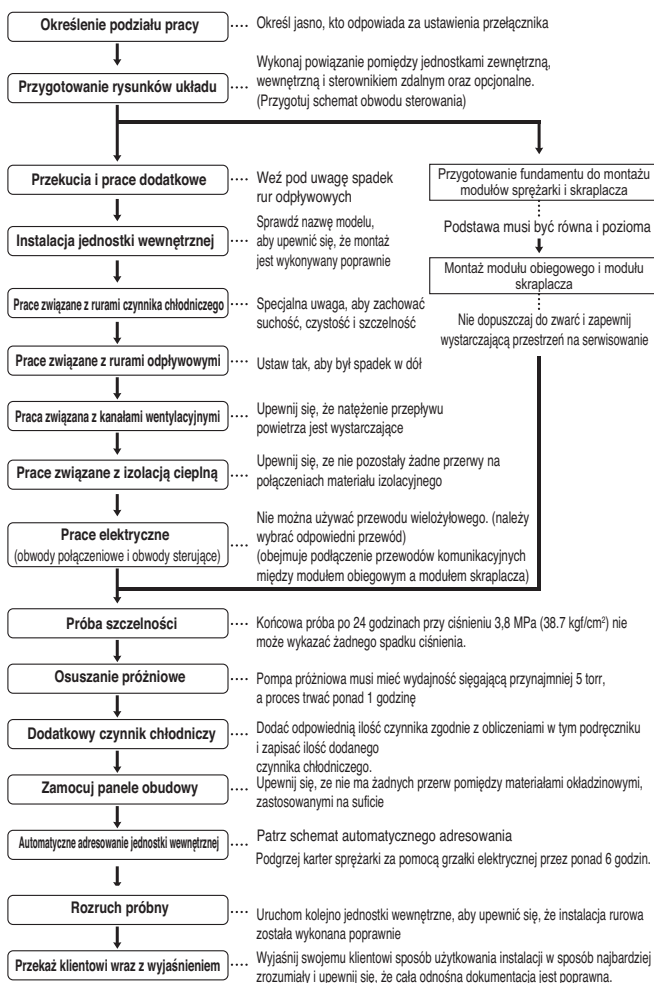 Określenie podziału pracy
Określ jasno, kto odpowiada za ustawienia przełącznika
Przygotowanie rysunków układu
Wykonaj powiązanie pomiędzy jednostkami zewnętrzną,
wewnętrzną i sterownikiem zdalnym oraz opcjonalne.
(Przygotuj schemat obwodu sterowania)
Przekucia i prace dodatkowe
Weź pod uwagę spadek
rur odpływowych
Instalacja jednostki wewnętrznej
Sprawdź nazwę modelu,
aby upewnić się, że montaż
jest wykonywany poprawnie
Prace związane z rurami czynnika chłodniczego
Specjalna uwaga, aby zachować
suchość, czystość i szczelność
Prace związane z rurami odpływowymi
Ustaw tak, aby był spadek w dół
Praca związana z kanałami wentylacyjnymi
Upewnij się, że natężenie przepływu
powietrza jest wystarczające
Prace związane z izolacją cieplną
Upewnij się, ze nie pozostały żadne przerwy na
połączeniach materiału izolacyjnego
Prace elektryczne
(obwody połączeniowe i obwody sterujące)
Nie można używać przewodu wielożyłowego. (należy
wybrać odpowiedni przewód)
(obejmuje podłączenie przewodów komunikacyjnych
między modułem obiegowym a modułem skraplacza)
Przygotowanie fundamentu do montażu
modułów sprężarki i skraplacza
Podstawa musi być równa i pozioma
Montaż modułu obiegowego i modułu
skraplacza
Nie dopuszczaj do zwarć i zapewnij
wystarczającą przestrzeń na serwisowanie
Próba szczelności
Końcowa próba po 24 godzinach przy ciśnieniu 3,8 MPa (38.7 kgf/cm²) nie
może wykazać żadnego spadku ciśnienia.
Osuszanie próżniowe
Pompa próżniowa musi mieć wydajność sięgającą przynajmniej 5 torr,
a proces trwać ponad 1 godzinę
Dodatkowy czynnik chłodniczy
Dodać odpowiednią ilość czynnika zgodnie z obliczeniami w tym podręczniku
i zapisać ilość dodanego
czynnika chłodniczego.
Zamocuj panele obudowy
Upewnij się, ze nie ma żadnych przerw pomiędzy materiałami okładzinowymi,
zastosowanymi na suficie
Automatyczne adresowanie jednostki wewnętrznej
Patrz schemat automatycznego adresowania
Podgrzej karter sprężarki za pomocą grzałki elektrycznej przez ponad 6 godzin.
Rozruch próbny
Uruchom kolejno jednostki wewnętrzne, aby upewnić się, że instalacja rurowa
została wykonana poprawnie
Przekaż klientowi wraz z wyjaśnieniem
Wyjaśnij swojemu klientowi sposób użytkowania instalacji w sposób najbardziej
zrozumiały i upewnij się, że cała odnośna dokumentacja jest poprawna.